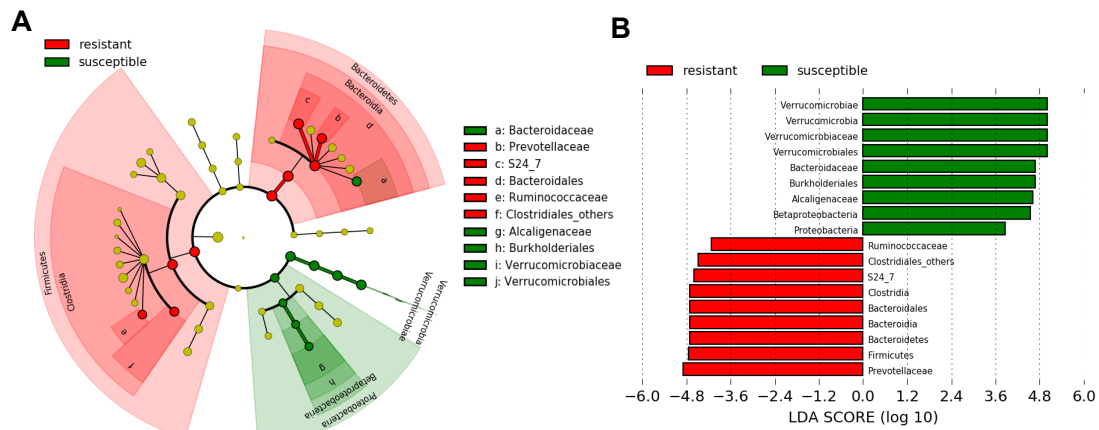 A
resistant
susceptible
Bacteroidetes
Bacteroidia
c
b
d
a
Firmicutes
Clostridia
e
f
Verrucomicrobia
Verrucomicrobiae
g
h
Betaproteobacteria
Proteobacteria
a: Bacteroidaceae
b: Prevotellaceae
c: S24_7
d: Bacteroidales
e: Ruminococcaceae
f: Clostridiales_others
g: Alcaligenaceae
h: Burkholderiales
i: Verrucomicrobiaceae
j: Verrucomicrobiales
B
resistant susceptible
Verrucomicrobiae
Verrucomicrobia
Verrucomicrobiaceae
Verrucomicrobiales
Bacteroidaceae
Burkholderiales
Alcaligenaceae
Betaproteobacteria
Proteobacteria
Ruminococcaceae
Clostridiales_others
S24_7
Clostridia
Bacteroidales
Bacteroidia
Bacteroidetes
Firmicutes
Prevotellaceae
−6.0 −4.8 −3.6 −2.4 −1.2 0.0 1.2 2.4 3.6 4.8 6.0
LDA SCORE (log 10)